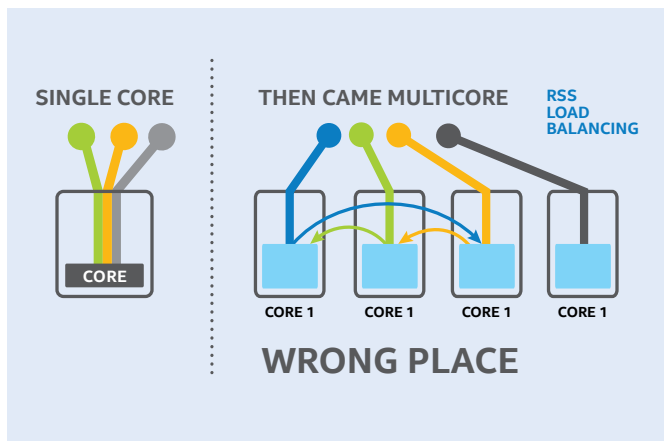 SINGLE CORE
THEN CAME MULTICORE
RSS
LOAD
BALANCING
CORE
CORE 1
CORE 1
CORE 1
CORE 1
WRONG PLACE